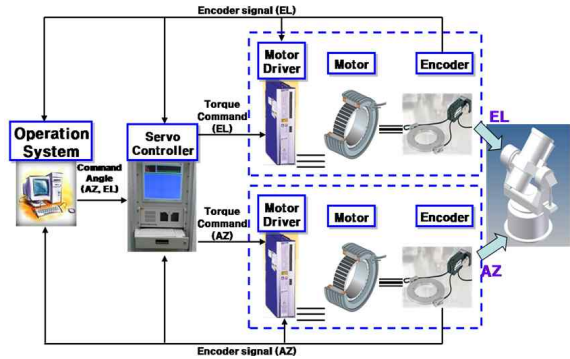 Encoder signal (EL)
Motor
Driver
Motor
Encoder
EL
Torque
Command
(EL)
Operation
System
Servo
Controller
Command
Angle
(AZ, EL)
Torque
Command
(AZ)
Motor
Driver
Motor
Encoder
AZ
Encoder signal (AZ)